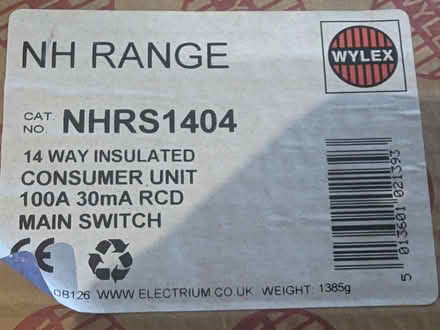 NH RANGE
WYLEX
CAT. NO. NHRS1404
14 WAY INSULATED
CONSUMER UNIT
100A 30mA RCD
MAIN SWITCH
CE
DB126 WWW.ELECTRIUM.CO.UK WEIGHT: 1385g
5 013601 021393